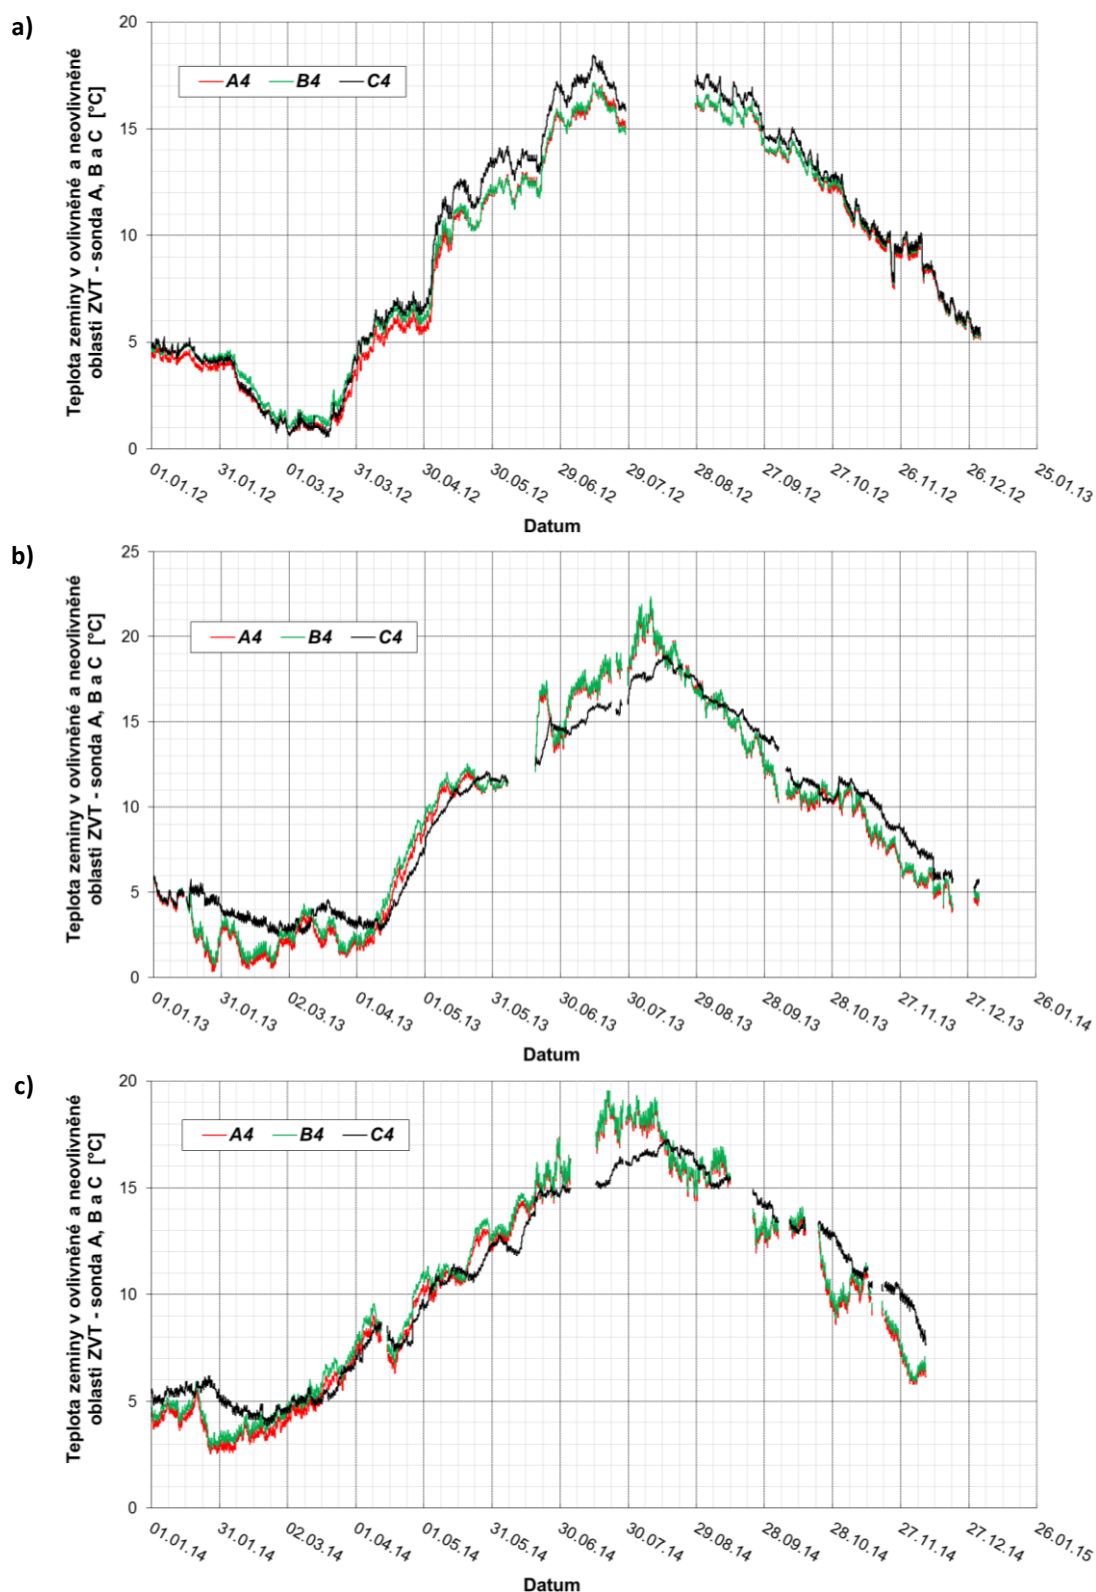 a)
Teplota zeminy v ovlivněné a neovlivněné
oblasti ZVT - sonda A, B a C [°C]
20
15
10
5
0
A4 B4 C4
01.01.12 31.01.12 01.03.12 31.03.12 30.04.12 30.05.12 29.06.12 29.07.12 28.08.12 27.09.12 27.10.12 26.11.12 26.12.12 25.01.13
Datum
b)
Teplota zeminy v ovlivněné a neovlivněné
oblasti ZVT - sonda A, B a C [°C]
25
20
15
10
5
0
A4 B4 C4
01.01.13 31.01.13 02.03.13 01.04.13 01.05.13 31.05.13 30.06.13 30.07.13 29.08.13 28.09.13 28.10.13 27.11.13 27.12.13 26.01.14
Datum
c)
Teplota zeminy v ovlivněné a neovlivněné
oblasti ZVT - sonda A, B a C [°C]
20
15
10
5
0
A4 B4 C4
01.01.14 31.01.14 02.03.14 01.04.14 01.05.14 31.05.14 30.06.14 30.07.14 29.08.14 28.09.14 28.10.14 27.11.14 27.12.14 26.01.15
Datum